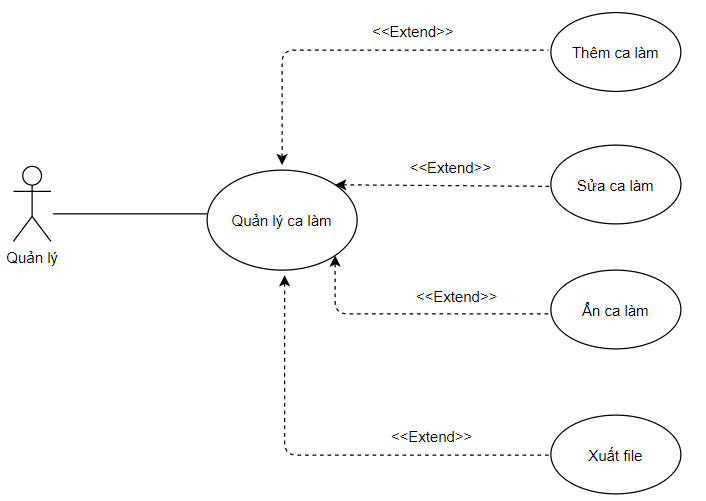 <<Extend>>
Thêm ca làm
<<Extend>>
Sửa ca làm
Quản lý ca làm
Quản lý
<<Extend>>
Ẩn ca làm
<<Extend>>
Xuất file